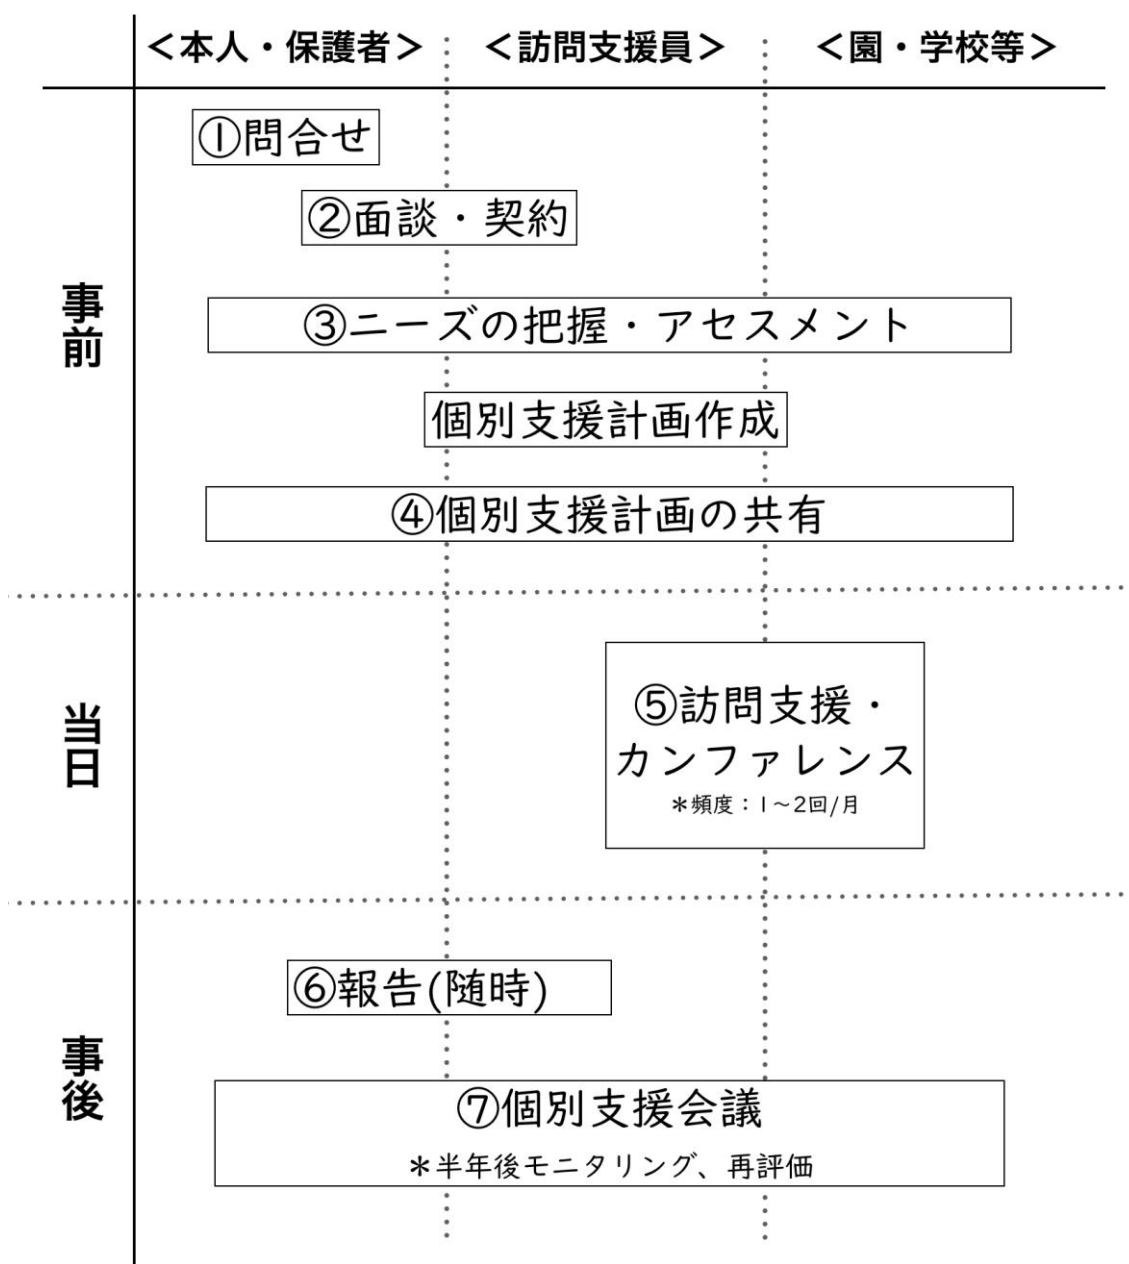 ＜本人・保護者＞ ＜訪問支援員＞ ＜園・学校等＞
事前
①問合せ
②面談・契約
③ニーズの把握・アセスメント
個別支援計画作成
④個別支援計画の共有
当日
⑤訪問支援・
カンファレンス
＊頻度：1～2回/月
事後
⑥報告(随時)
⑦個別支援会議
＊半年後モニタリング、再評価